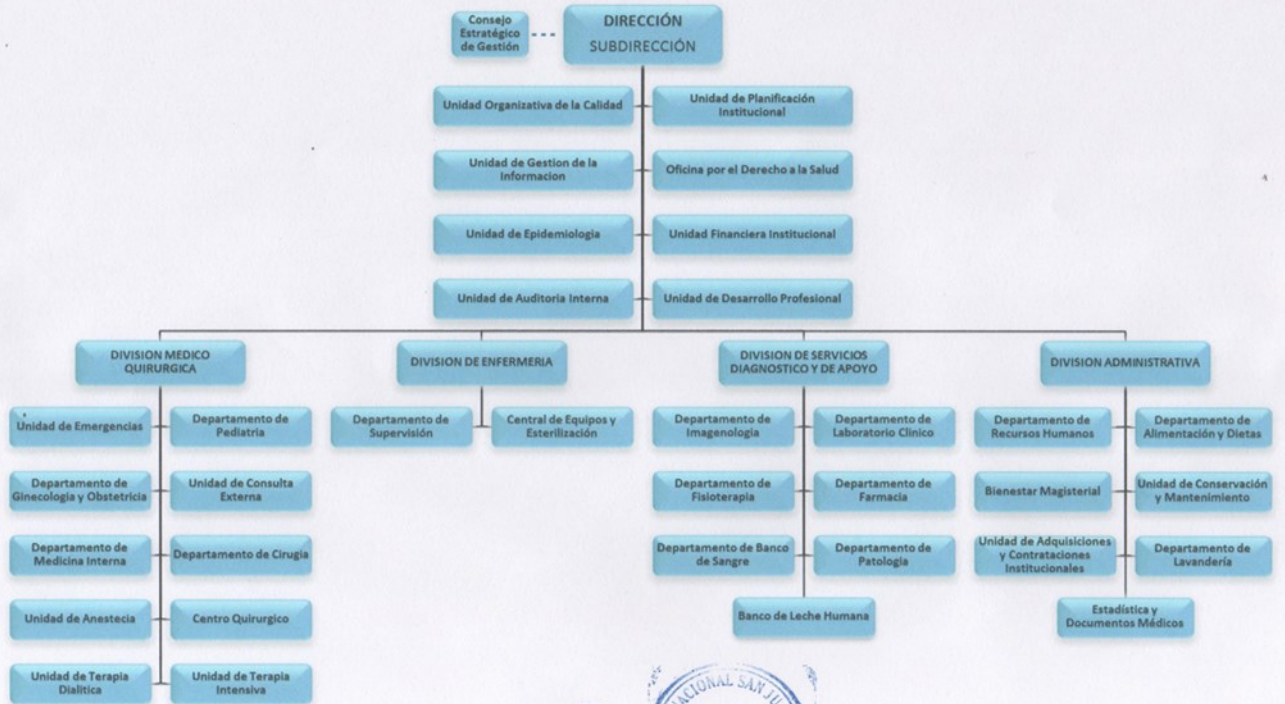 Consejo
Estratégico
de Gestión
DIRECCIÓN
SUBDIRECCIÓN
Unidad Organizativa de la Calidad
Unidad de Planificación
Institucional
Unidad de Gestion de la
Informacion
Oficina por el Derecho a la Salud
Unidad de Epidemiologia
Unidad Financiera Institucional
Unidad de Auditoria Interna
Unidad de Desarrollo Profesional
DIVISION MEDICO
QUIRURGICA
DIVISION DE ENFERMERIA
DIVISION DE SERVICIOS
DIAGNOSTICO Y DE APOYO
DIVISION ADMINISTRATIVA
Unidad de Emergencias
Departamento de
Pediatria
Departamento de
Supervisión
Central de Equipos y
Esterilización
Departamento de
Imagenologia
Departamento de
Laboratorio Clinico
Departamento de
Recursos Humanos
Departamento de
Alimentación y Dietas
Departamento de
Ginecologia y Obstetricia
Unidad de Consulta
Externa
Departamento de
Fisioterapia
Departamento de
Farmacia
Bienestar Magisterial
Unidad de Conservación
y Mantenimiento
Departamento de
Medicina Interna
Departamento de Cirugia
Departamento de Banco
de Sangre
Departamento de
Patologia
Unidad de Adquisiciones
y Contrataciones
Institucionales
Departamento de
Lavandería
Unidad de Anestecia
Centro Quirurgico
Banco de Leche Humana
Estadística y
Documentos Médicos
Unidad de Terapia
Dialitica
Unidad de Terapia
Intensiva
NACIONAL SAN JU